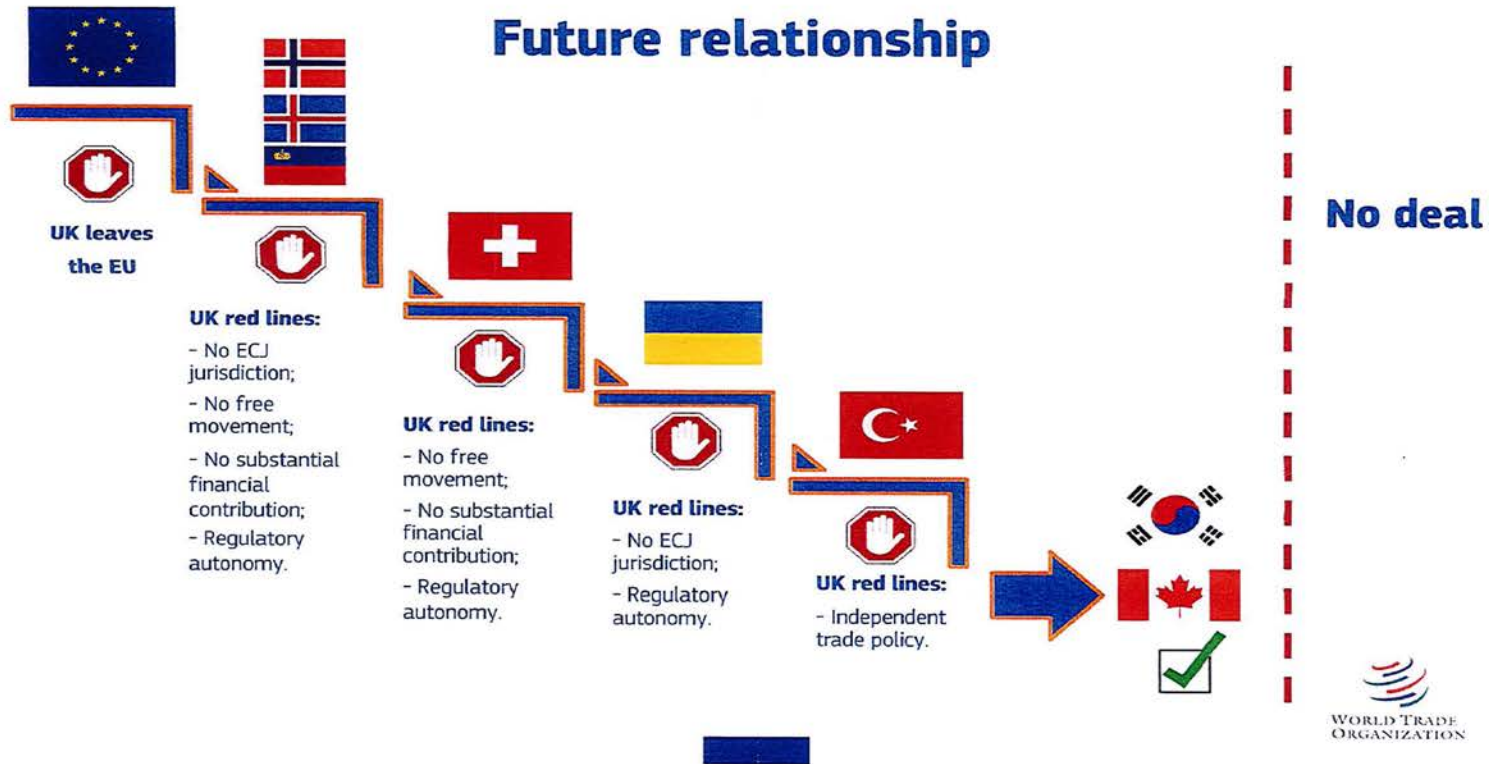 Future relationship
UK leaves
the EU
UK red lines:
- No ECJ
jurisdiction;
- No free
movement;
- No substantial
financial
contribution;
- Regulatory
autonomy.
UK red lines:
- No free
movement;
- No substantial
financial
contribution;
- Regulatory
autonomy.
UK red lines:
- No ECJ
jurisdiction;
- Regulatory
autonomy.
UK red lines:
- Independent
trade policy.
No deal
WORLD TRADE
ORGANIZATION